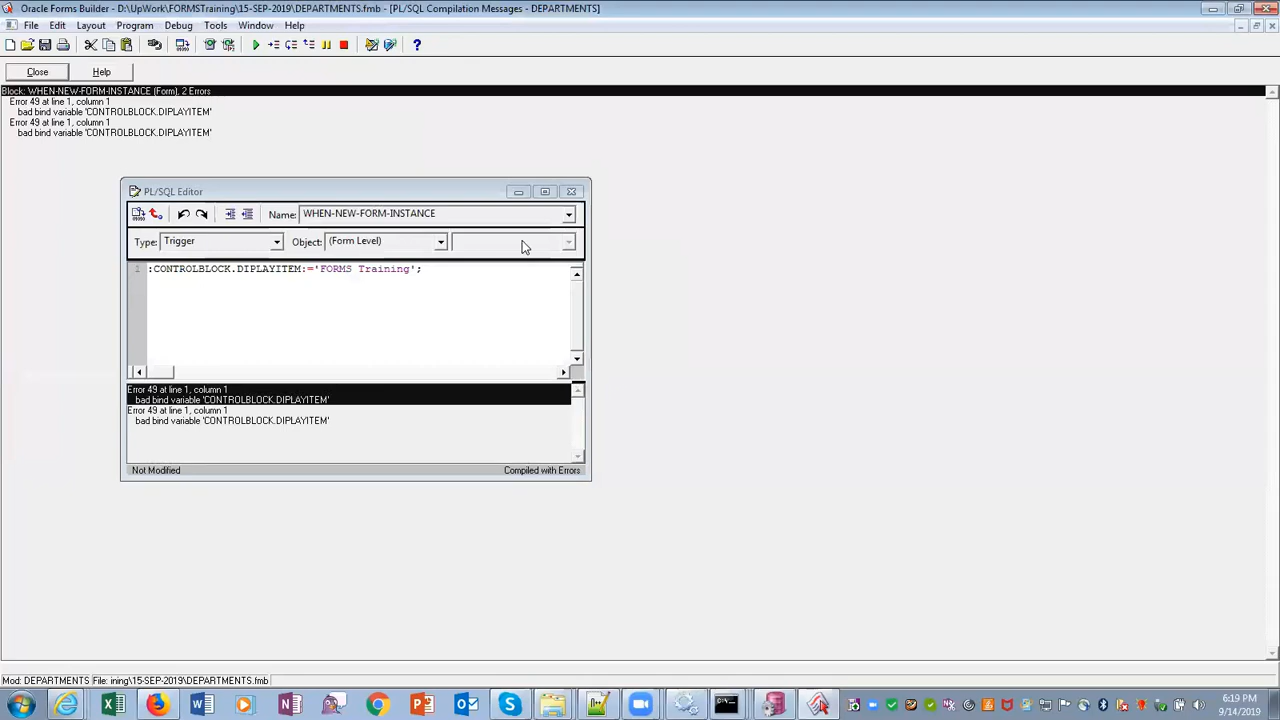 Oracle Forms Builder - D:\UpWork\FORMSTraining\15-SEP-2019\DEPARTMENTS.fmb - [PL/SQL Compilation Messages - DEPARTMENTS]
File Edit Layout Program Debug Tools Window Help
Close Help
Block: WHEN-NEW-FORM-INSTANCE (Form), 2 Errors
Error 49 at line 1, column 1
bad bind variable 'CONTROLBLOCK.DIPLAYITEM'
Error 49 at line 1, column 1
bad bind variable 'CONTROLBLOCK.DIPLAYITEM'
PL/SQL Editor
Name: WHEN-NEW-FORM-INSTANCE
Type: Trigger Object: (Form Level)
1 :CONTROLBLOCK.DIPLAYITEM:='FORMS Training';
Error 49 at line 1, column 1
bad bind variable 'CONTROLBLOCK.DIPLAYITEM'
Error 49 at line 1, column 1
bad bind variable 'CONTROLBLOCK.DIPLAYITEM'
Not Modified Compiled with Errors
Mod: DEPARTMENTS File: ining\15-SEP-2019\DEPARTMENTS.fmb
6:19 PM
9/14/2019